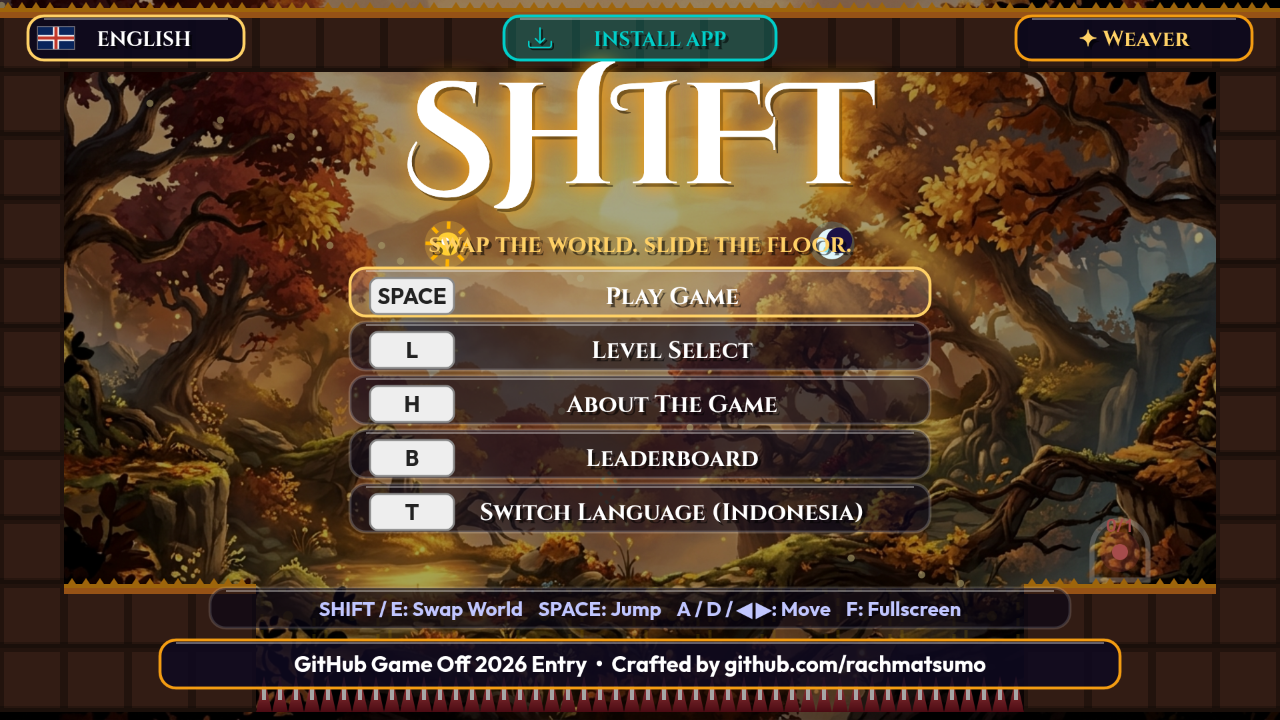 ENGLISH
INSTALL APP
✦ WEAVER
SHIFT
SWAP THE WORLD. SLIDE THE FLOOR.
SPACE PLAY GAME
L LEVEL SELECT
H ABOUT THE GAME
B LEADERBOARD
T SWITCH LANGUAGE (INDONESIA)
0/1
SHIFT / E: Swap World SPACE: Jump A / D / ◀ ▶: Move F: Fullscreen
GitHub Game Off 2026 Entry • Crafted by github.com/rachmatsumo